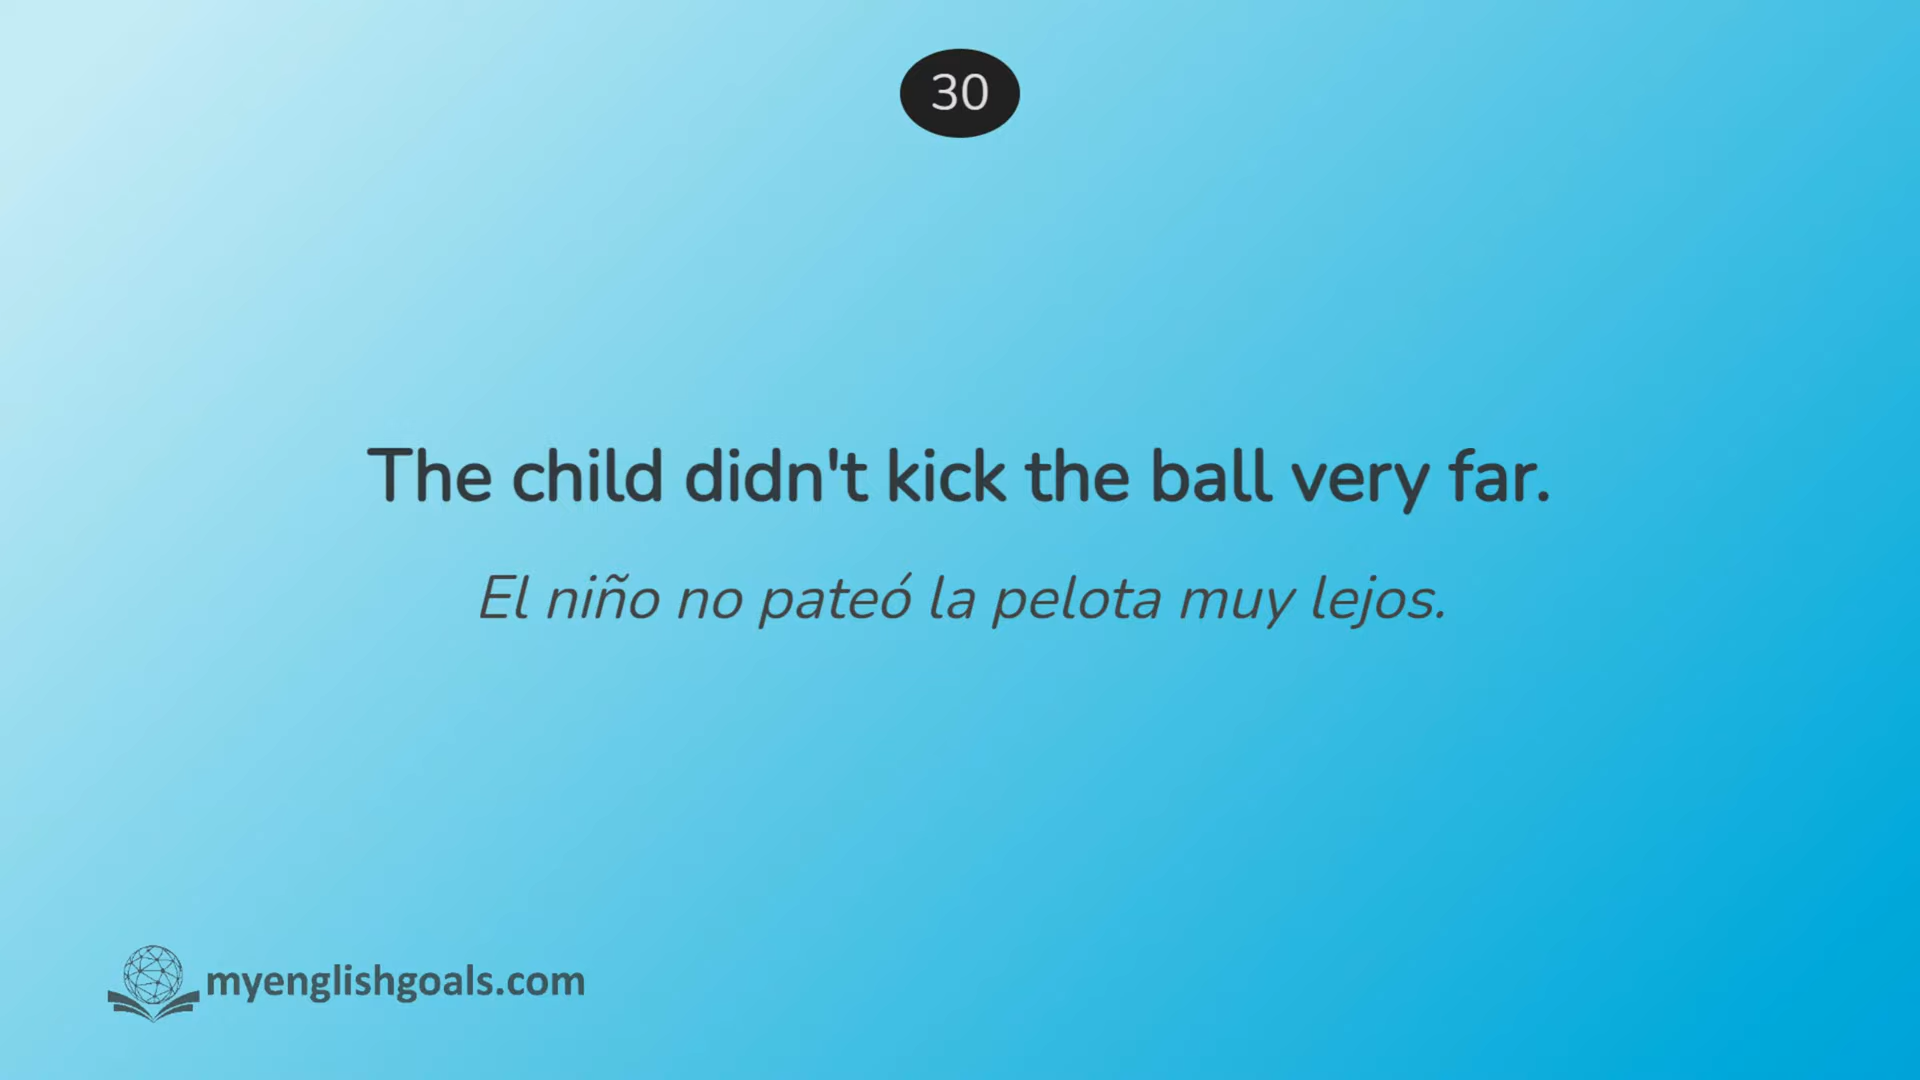 30
The child didn't kick the ball very far.
El niño no pateó la pelota muy lejos.
myenglishgoals.com